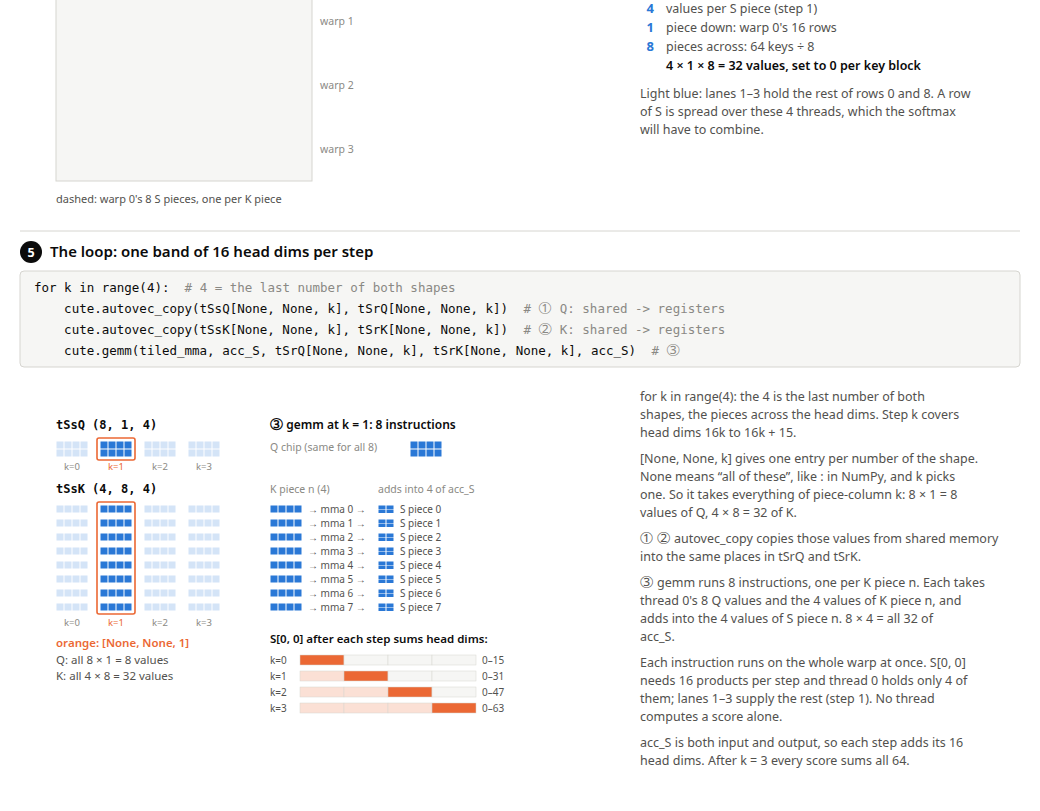 warp 1
warp 2
warp 3
dashed: warp 0's 8 S pieces, one per K piece
4 values per S piece (step 1)
1 piece down: warp 0's 16 rows
8 pieces across: 64 keys ÷ 8
4 × 1 × 8 = 32 values, set to 0 per key block
Light blue: lanes 1–3 hold the rest of rows 0 and 8. A row
of S is spread over these 4 threads, which the softmax
will have to combine.
5 The loop: one band of 16 head dims per step
for k in range(4):  # 4 = the last number of both shapes
    cute.autovec_copy(tSsQ[None, None, k], tSrQ[None, None, k])  # ① Q: shared -> registers
    cute.autovec_copy(tSsK[None, None, k], tSrK[None, None, k])  # ② K: shared -> registers
    cute.gemm(tiled_mma, acc_S, tSrQ[None, None, k], tSrK[None, None, k], acc_S)  # ③
tSsQ (8, 1, 4)
k=0 k=1 k=2 k=3
tSsK (4, 8, 4)
k=0 k=1 k=2 k=3
orange: [None, None, 1]
Q: all 8 × 1 = 8 values
K: all 4 × 8 = 32 values
③ gemm at k = 1: 8 instructions
Q chip (same for all 8)
K piece n (4) adds into 4 of acc_S
→ mma 0 → S piece 0
→ mma 1 → S piece 1
→ mma 2 → S piece 2
→ mma 3 → S piece 3
→ mma 4 → S piece 4
→ mma 5 → S piece 5
→ mma 6 → S piece 6
→ mma 7 → S piece 7
S[0, 0] after each step sums head dims:
k=0 0–15
k=1 0–31
k=2 0–47
k=3 0–63
for k in range(4): the 4 is the last number of both
shapes, the pieces across the head dims. Step k covers
head dims 16k to 16k + 15.
[None, None, k] gives one entry per number of the shape.
None means “all of these”, like : in NumPy, and k picks
one. So it takes everything of piece-column k: 8 × 1 = 8
values of Q, 4 × 8 = 32 of K.
① ② autovec_copy copies those values from shared memory
into the same places in tSrQ and tSrK.
③ gemm runs 8 instructions, one per K piece n. Each takes
thread 0's 8 Q values and the 4 values of K piece n, and
adds into the 4 values of S piece n. 8 × 4 = all 32 of
acc_S.
Each instruction runs on the whole warp at once. S[0, 0]
needs 16 products per step and thread 0 holds only 4 of
them; lanes 1–3 supply the rest (step 1). No thread
computes a score alone.
acc_S is both input and output, so each step adds its 16
head dims. After k = 3 every score sums all 64.